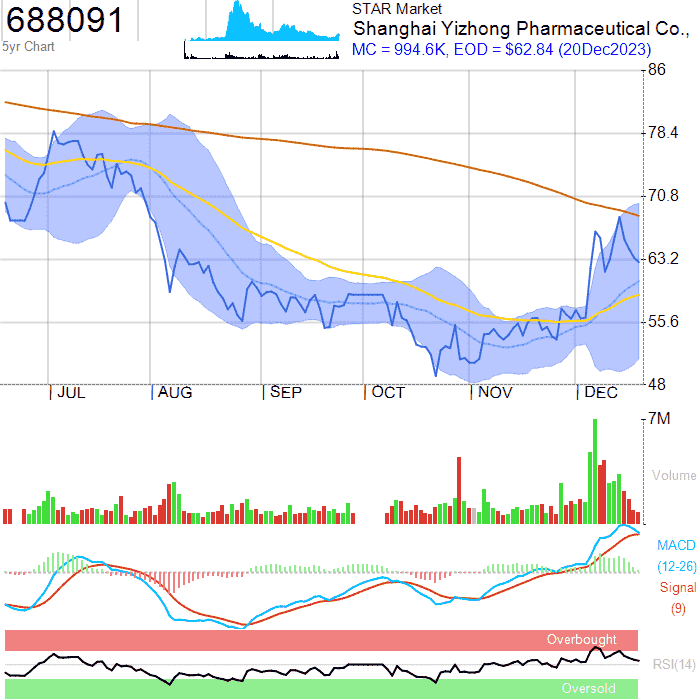 688091
5yr Chart
STAR Market
Shanghai Yizhong Pharmaceutical Co.,
MC = 994.6K, EOD = $62.84 (20Dec2023)
86
78.4
70.8
63.2
55.6
48
JUL AUG SEP OCT NOV DEC
7M
Volume
MACD
(12-26)
Signal
(9)
Overbought
RSI(14)
Oversold